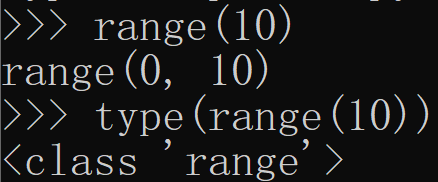 >>> range(10)
range(0, 10)
>>> type(range(10))
<class 'range'>